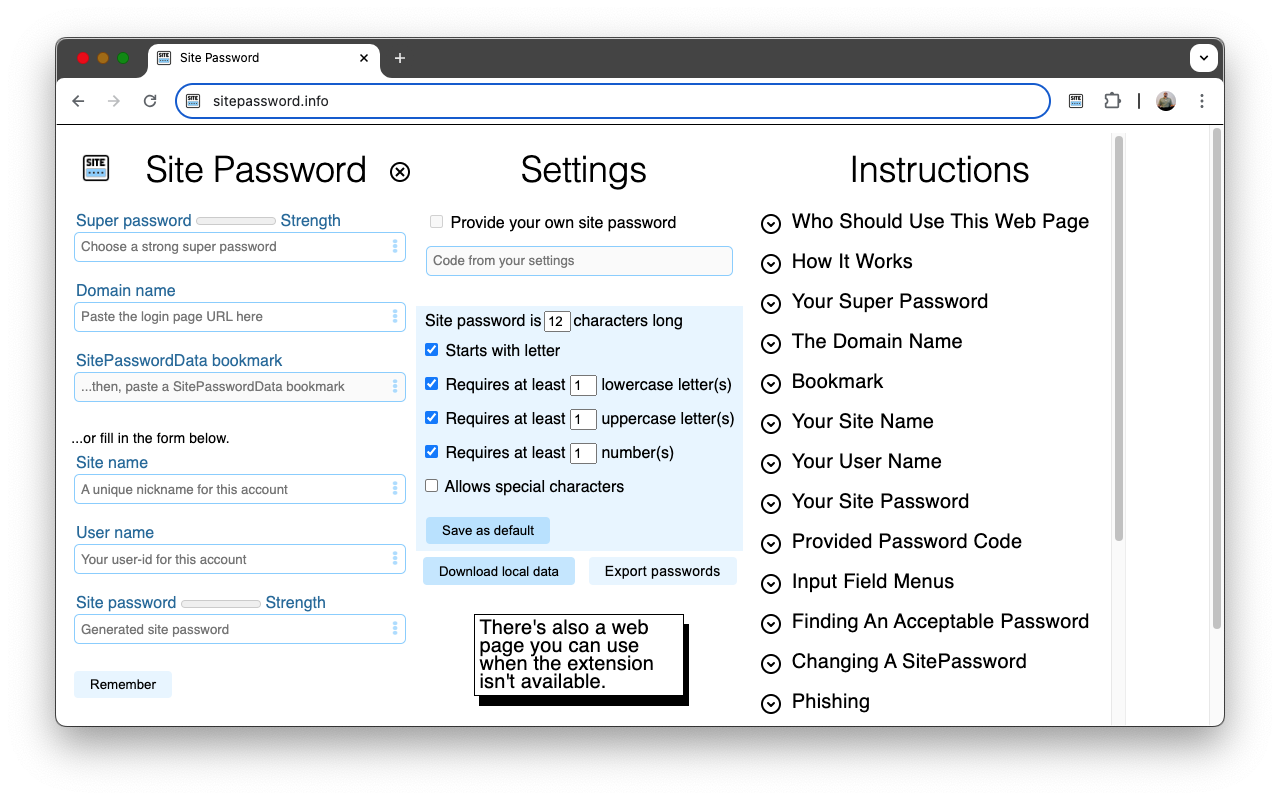 SITE
Site Password
sitepassword.info
SITE
SITE
SITE
Site Password
Super password
Strength
Choose a strong super password
Domain name
Paste the login page URL here
SitePasswordData bookmark
...then, paste a SitePasswordData bookmark
...or fill in the form below.
Site name
A unique nickname for this account
User name
Your user-id for this account
Site password
Strength
Generated site password
Remember
Settings
Provide your own site password
Code from your settings
Site password is 12 characters long
Starts with letter
Requires at least 1 lowercase letter(s)
Requires at least 1 uppercase letter(s)
Requires at least 1 number(s)
Allows special characters
Save as default
Download local data
Export passwords
There's also a web
page you can use
when the extension
isn't available.
Instructions
Who Should Use This Web Page
How It Works
Your Super Password
The Domain Name
Bookmark
Your Site Name
Your User Name
Your Site Password
Provided Password Code
Input Field Menus
Finding An Acceptable Password
Changing A SitePassword
Phishing